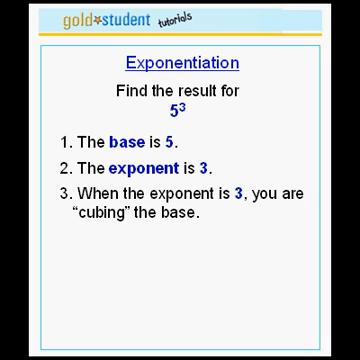 gold★student tutorials
Exponentiation
Find the result for
5³
1. The base is 5.
2. The exponent is 3.
3. When the exponent is 3, you are
"cubing" the base.